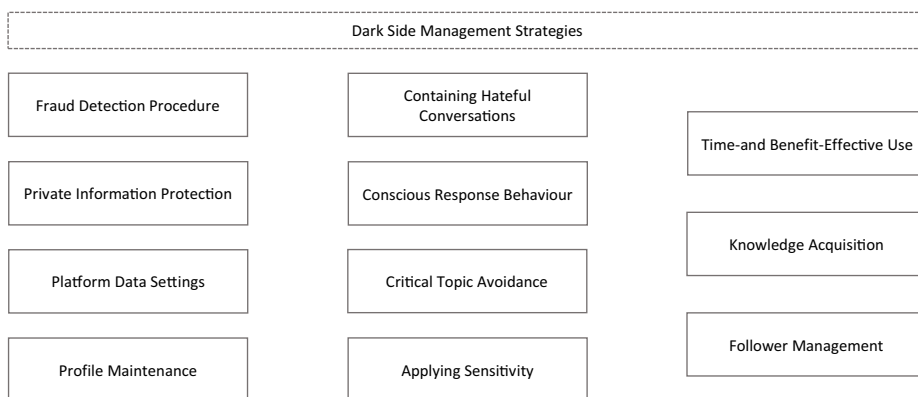 Dark Side Management Strategies
Fraud Detection Procedure
Private Information Protection
Platform Data Settings
Profile Maintenance
Containing Hateful
Conversations
Conscious Response Behaviour
Critical Topic Avoidance
Applying Sensitivity
Time-and Benefit-Effective Use
Knowledge Acquisition
Follower Management